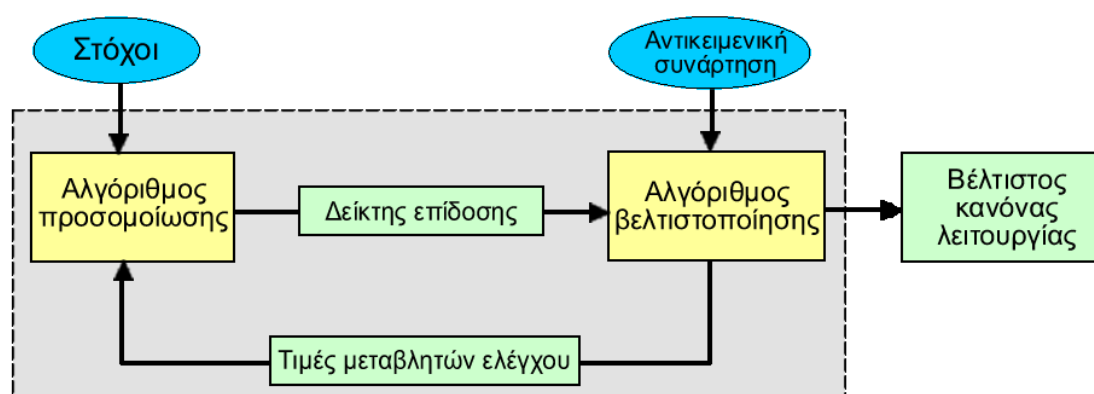 Στόχοι
Αντικειμενική
συνάρτηση
Αλγόριθμος
προσομοίωσης
Δείκτης επίδοσης
Αλγόριθμος
βελτιστοποίησης
Βέλτιστος
κανόνας
λειτουργίας
Τιμές μεταβλητών ελέγχου